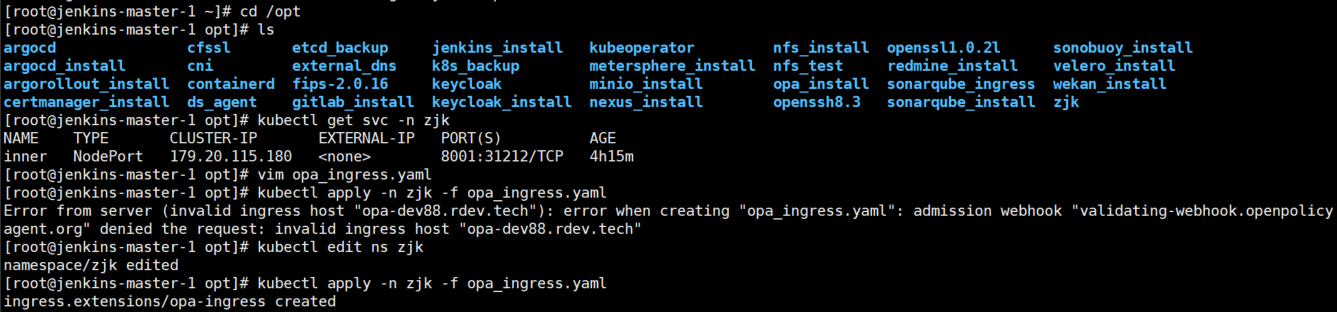 [root@jenkins-master-1 ~]# cd /opt
[root@jenkins-master-1 opt]# ls
argocd cfssl etcd_backup jenkins_install kubeoperator nfs_install openssl1.0.2l sonobuoy_install
argocd_install cni external_dns k8s_backup metersphere_install nfs_test redmine_install velero_install
argorollout_install containerd fips-2.0.16 keycloak minio_install opa_install sonarqube_ingress wekan_install
certmanager_install ds_agent gitlab_install keycloak_install nexus_install openssh8.3 sonarqube_install zjk
[root@jenkins-master-1 opt]# kubectl get svc -n zjk
NAME TYPE CLUSTER-IP EXTERNAL-IP PORT(S) AGE
inner NodePort 179.20.115.180 <none> 8001:31212/TCP 4h15m
[root@jenkins-master-1 opt]# vim opa_ingress.yaml
[root@jenkins-master-1 opt]# kubectl apply -n zjk -f opa_ingress.yaml
Error from server (invalid ingress host "opa-dev88.rdev.tech"): error when creating "opa_ingress.yaml": admission webhook "validating-webhook.openpolicy
agent.org" denied the request: invalid ingress host "opa-dev88.rdev.tech"
[root@jenkins-master-1 opt]# kubectl edit ns zjk
namespace/zjk edited
[root@jenkins-master-1 opt]# kubectl apply -n zjk -f opa_ingress.yaml
ingress.extensions/opa-ingress created